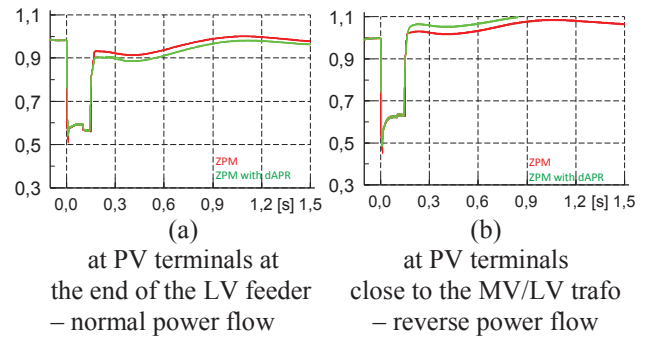 1,1
0,9
0,7
0,5
0,3
ZPM
ZPM with dAPR
0,0 0,3 0,6 0,9 1,2 [s] 1,5
(a)
at PV terminals at
the end of the LV feeder
– normal power flow
1,1
0,9
0,7
0,5
0,3
ZPM
ZPM with dAPR
0,0 0,3 0,6 0,9 1,2 [s] 1,5
(b)
at PV terminals
close to the MV/LV trafo
– reverse power flow